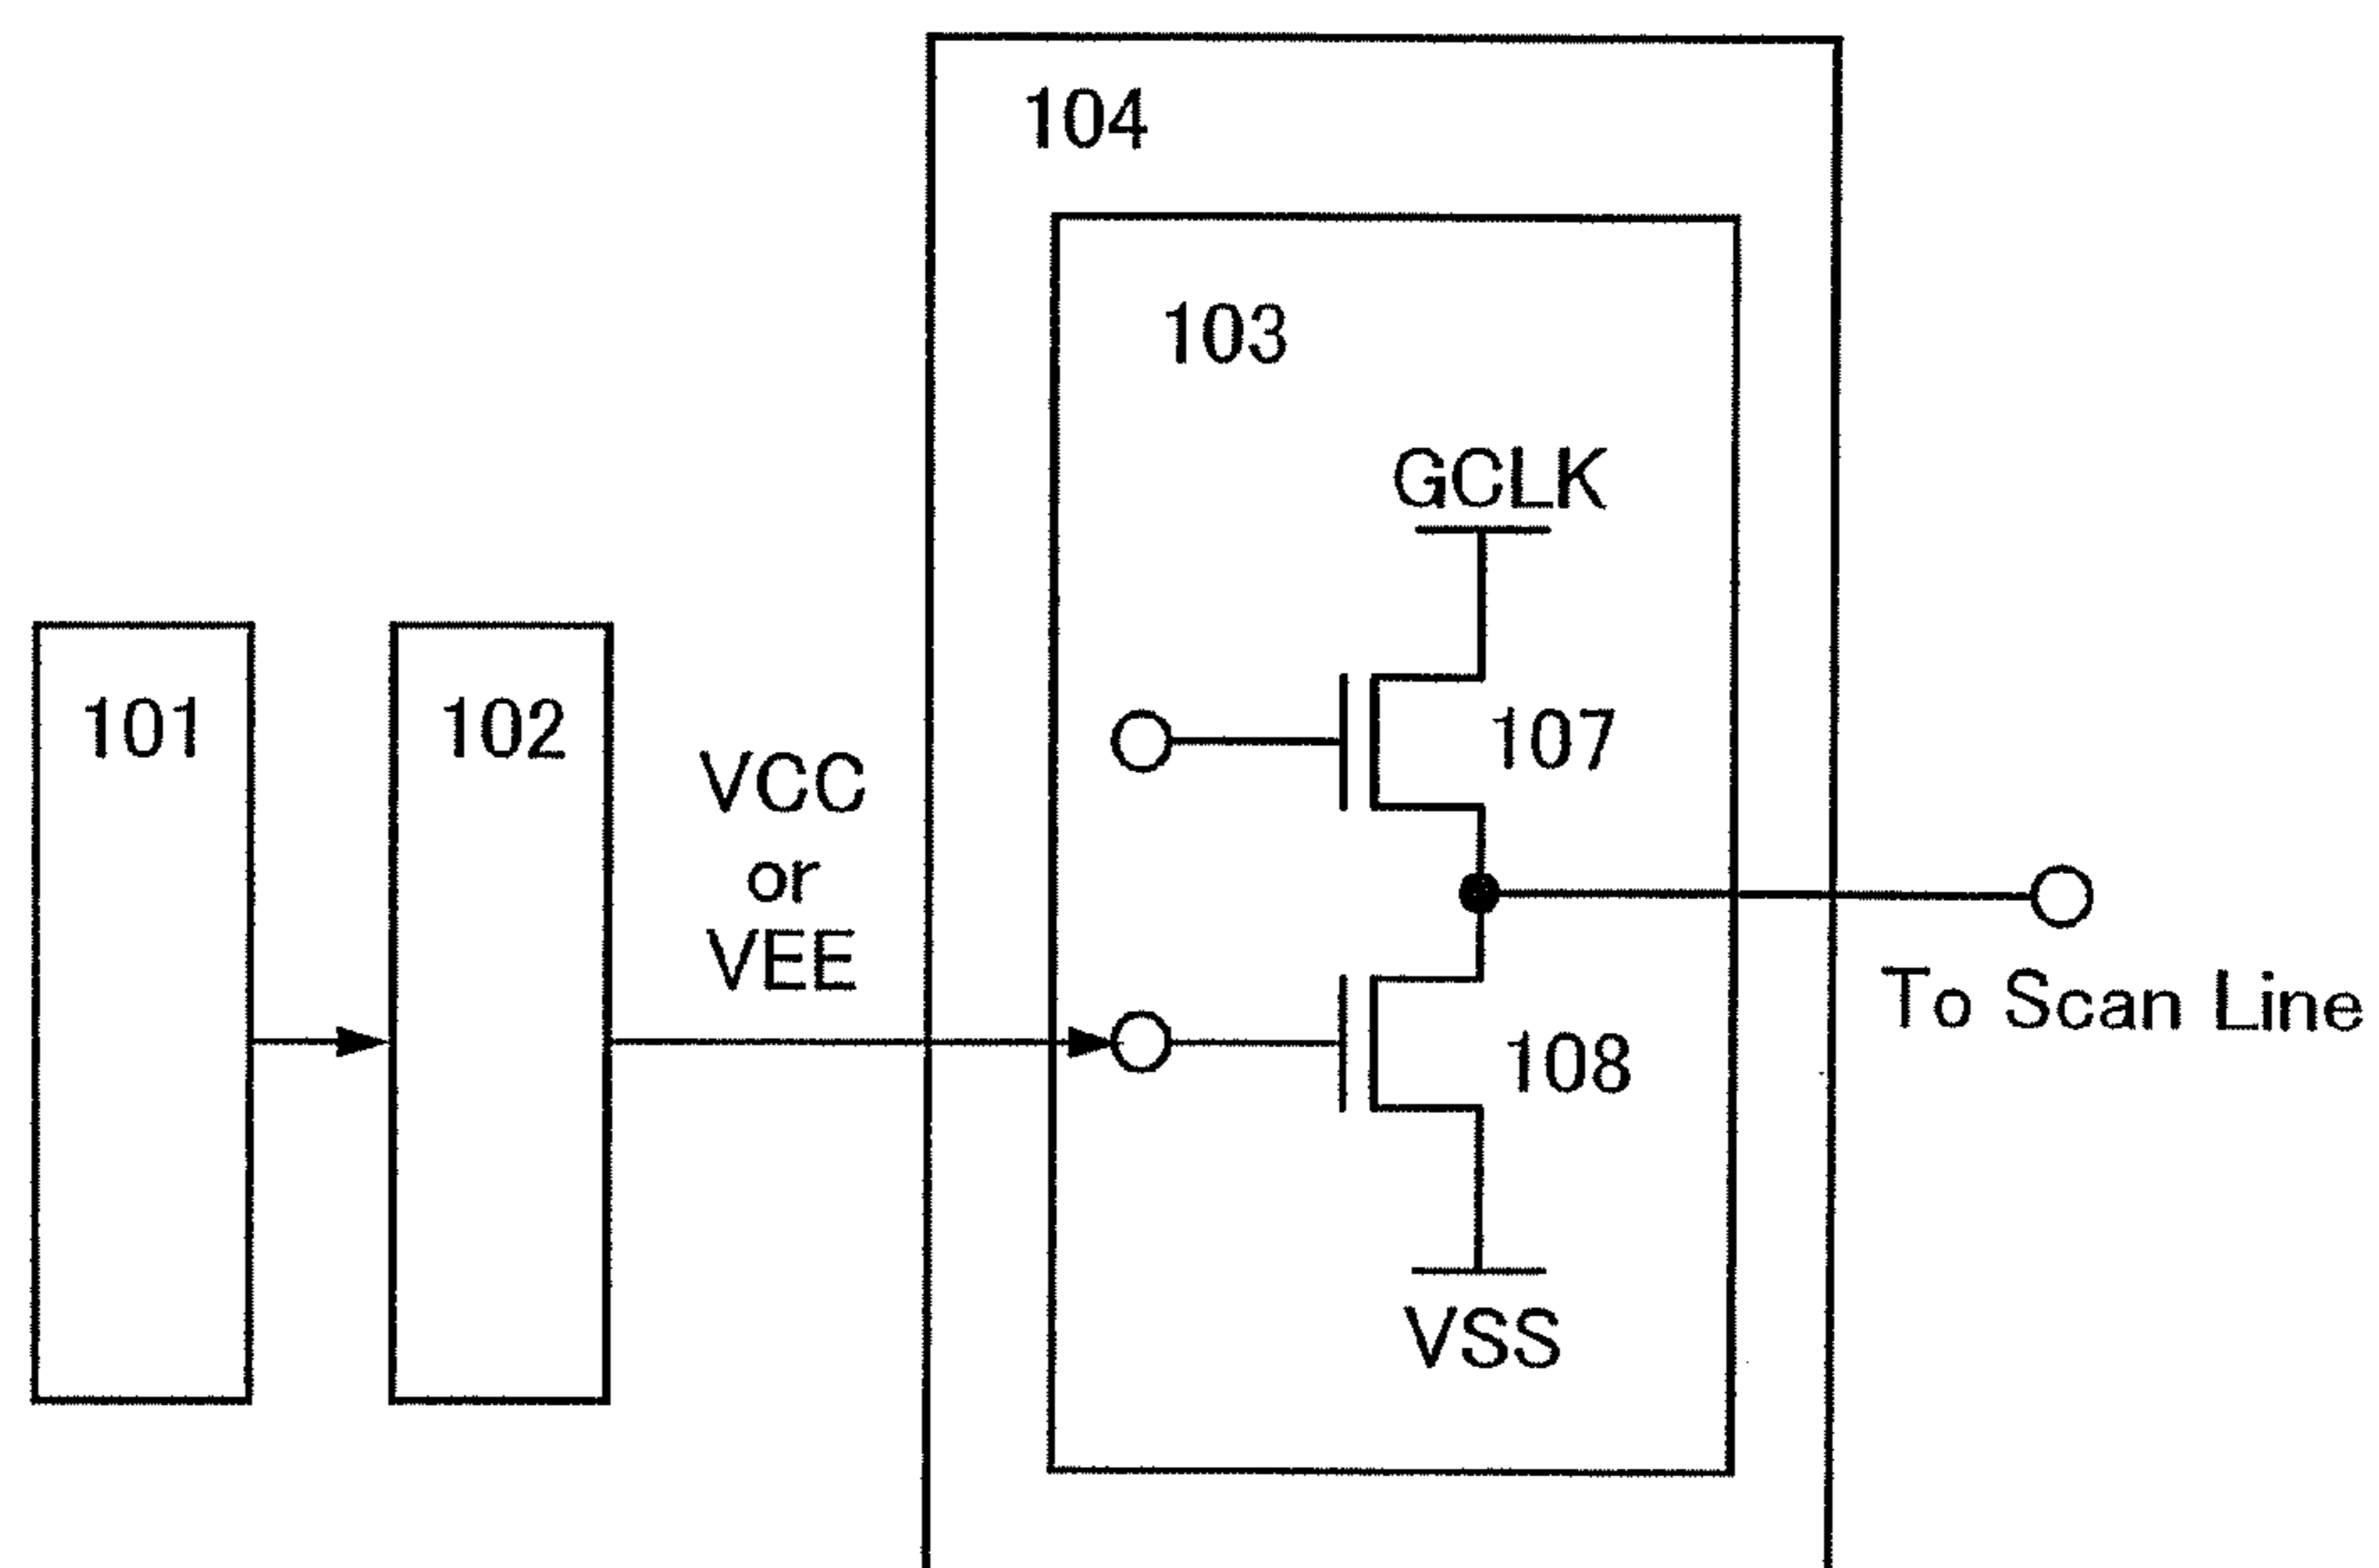 104
103
GCLK
101
102
107
VCC
or
VEE
To Scan Line
108
VSS